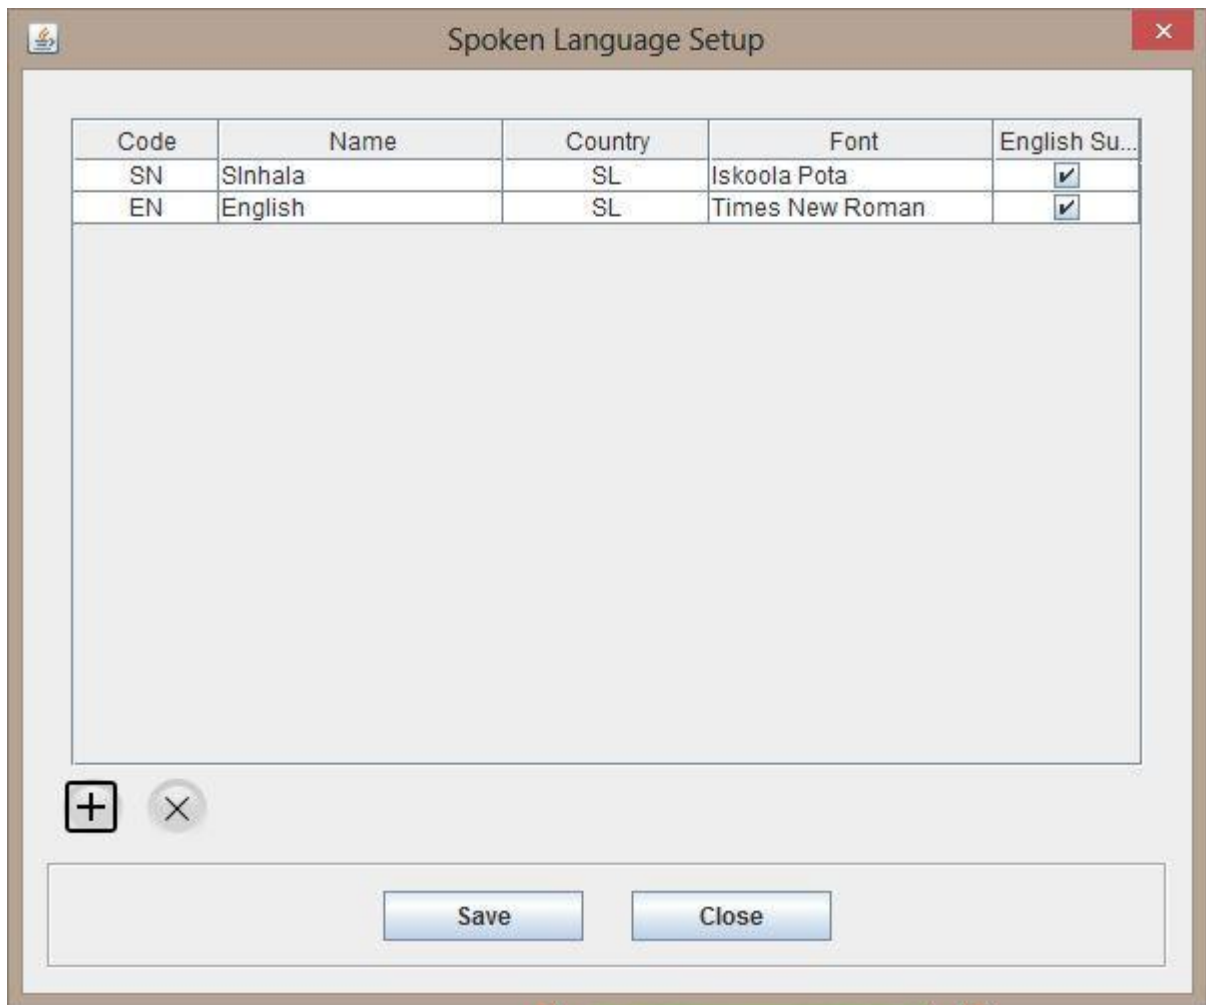 Spoken Language Setup
Code Name Country Font English Su...
SN SInhala SL Iskoola Pota
EN English SL Times New Roman
Save Close